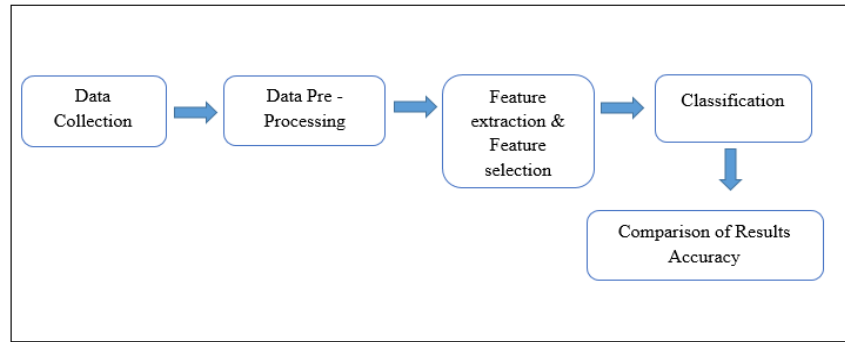 Data
Collection
Data Pre -
Processing
Feature
extraction &
Feature
selection
Classification
Comparison of Results
Accuracy